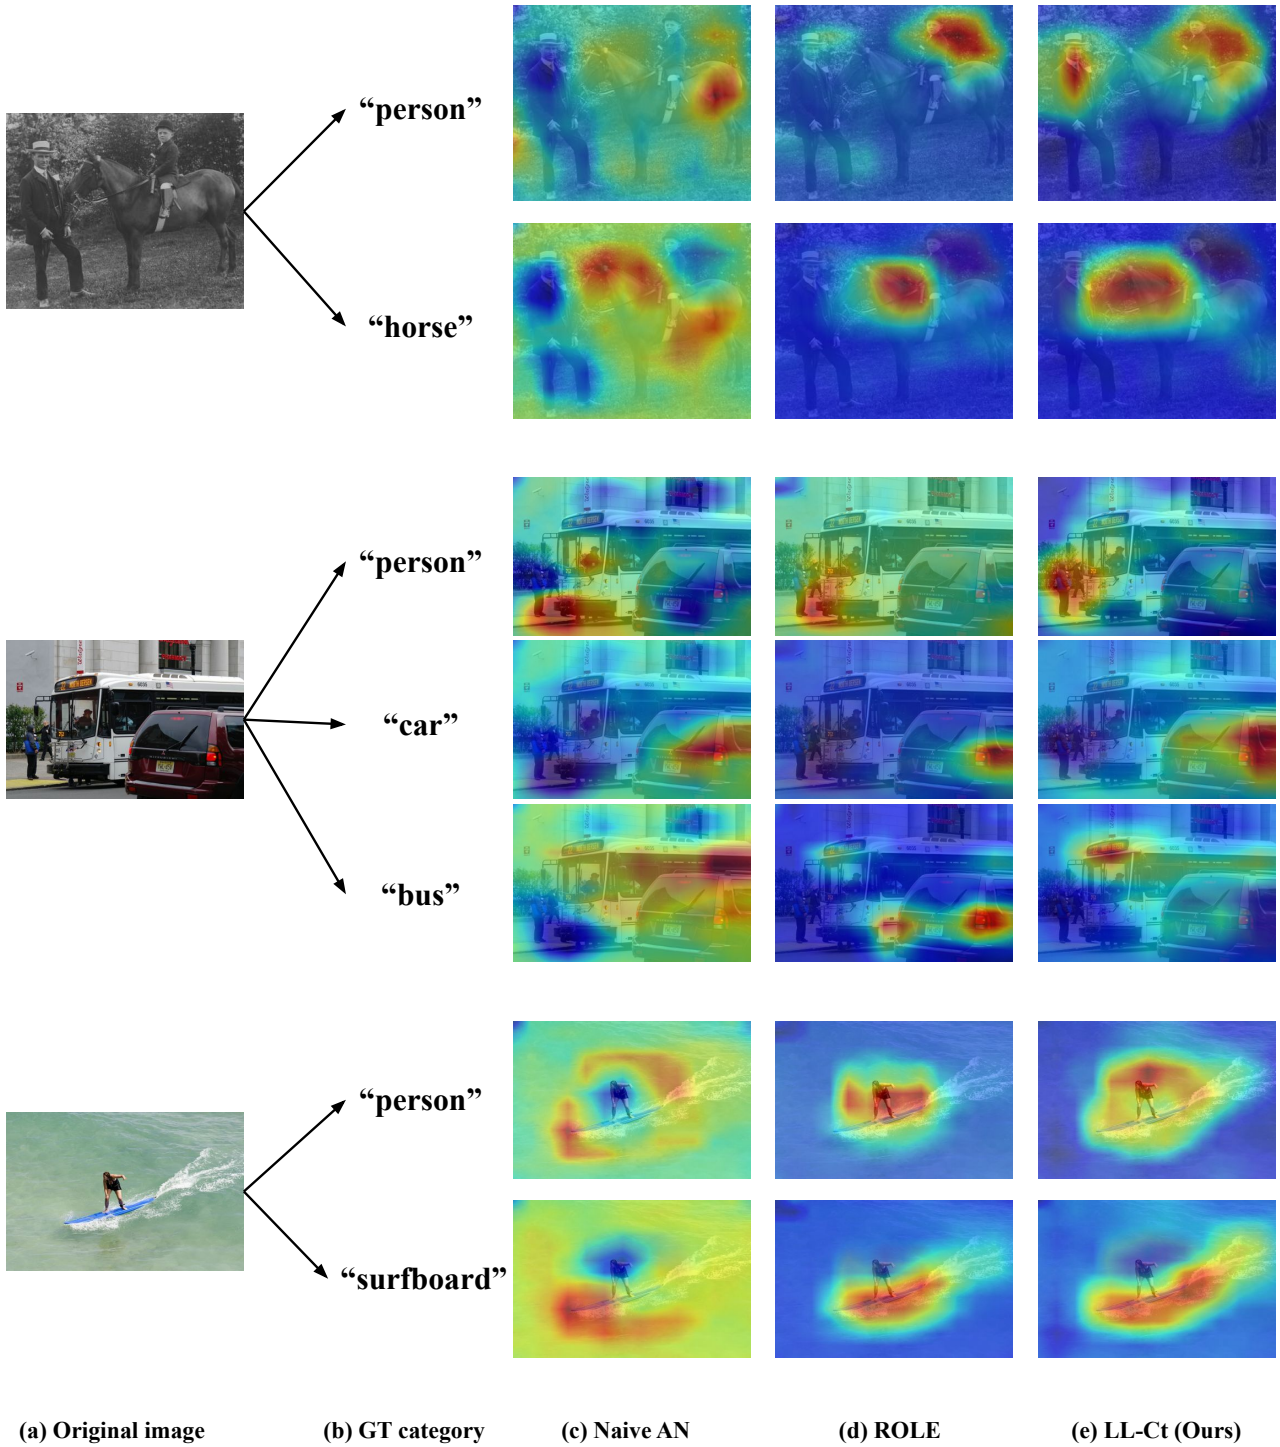 “person”
“horse”
“person”
“car”
“bus”
“person”
“surfboard”
(a) Original image
(b) GT category
(c) Naive AN
(d) ROLE
(e) LL-Ct (Ours)